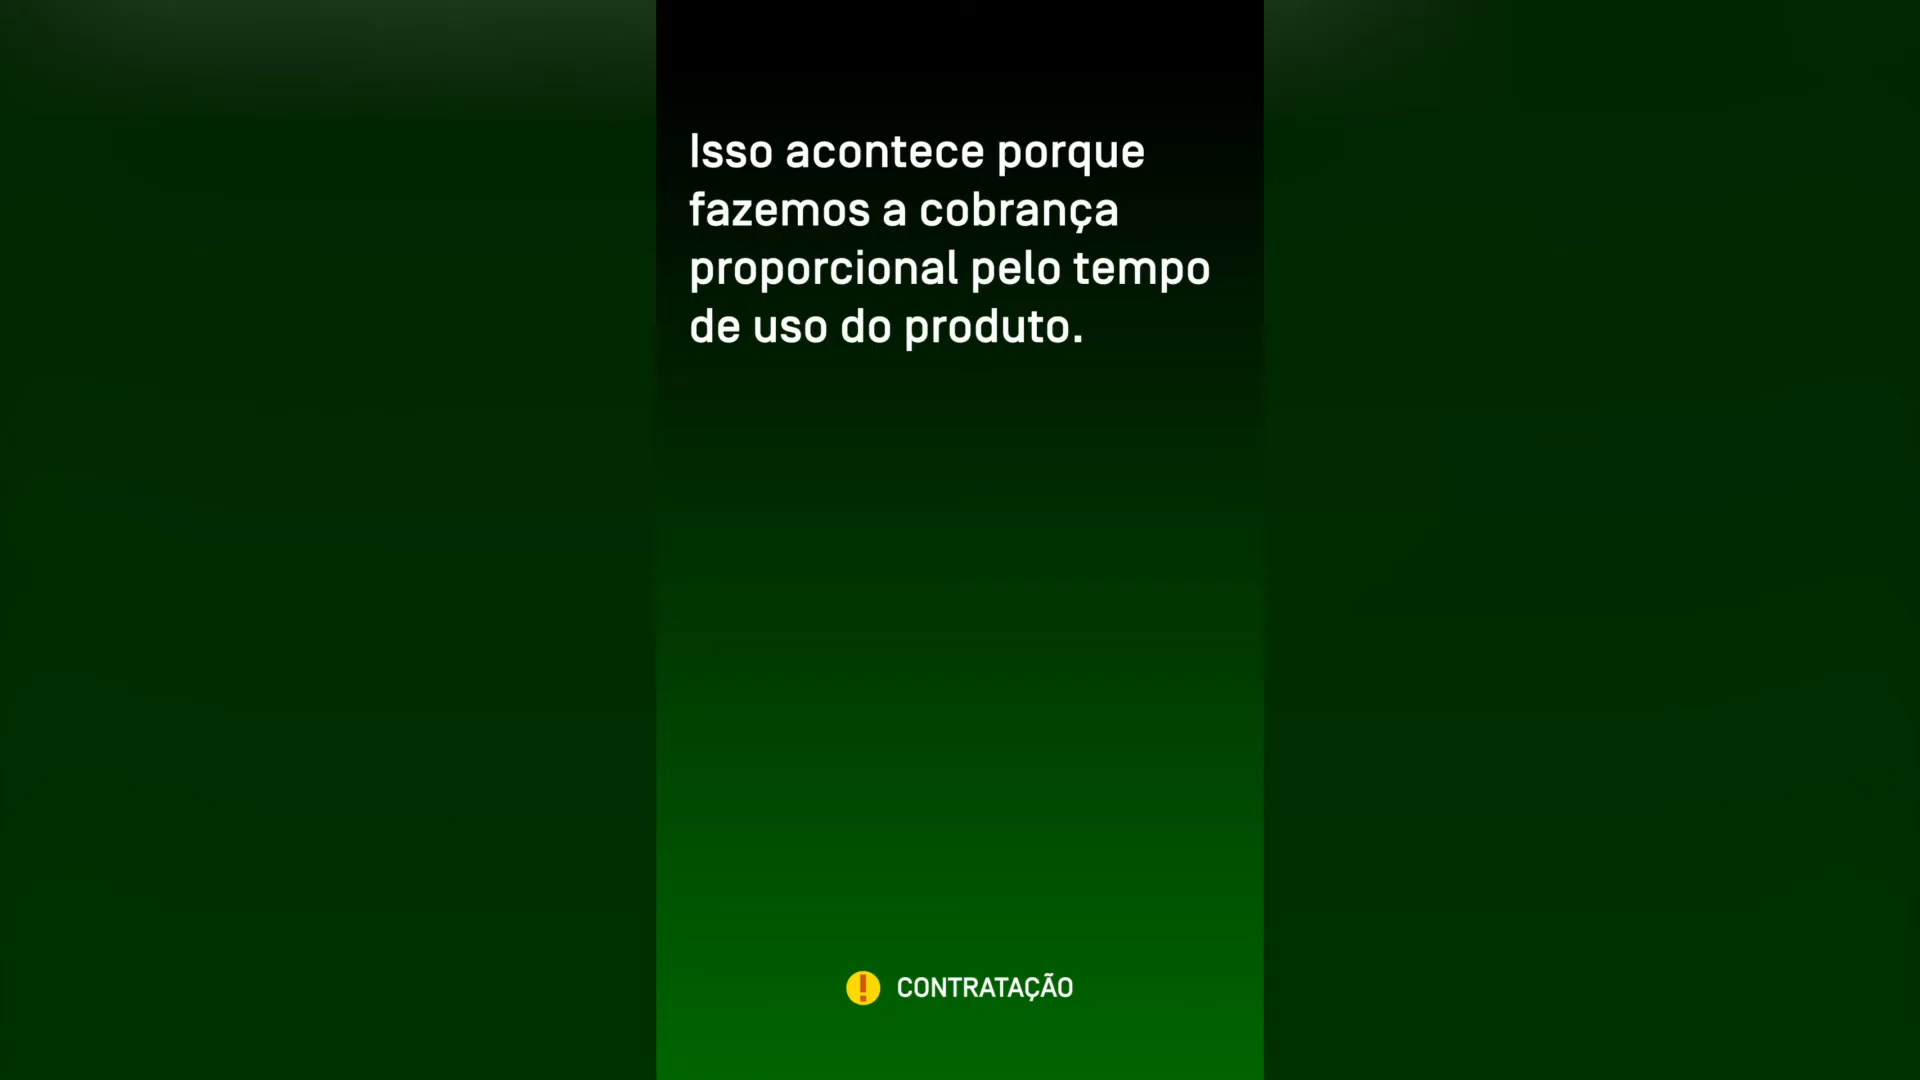 Isso acontece porque
fazemos a cobrança
proporcional pelo tempo
de uso do produto.
CONTRATAÇÃO